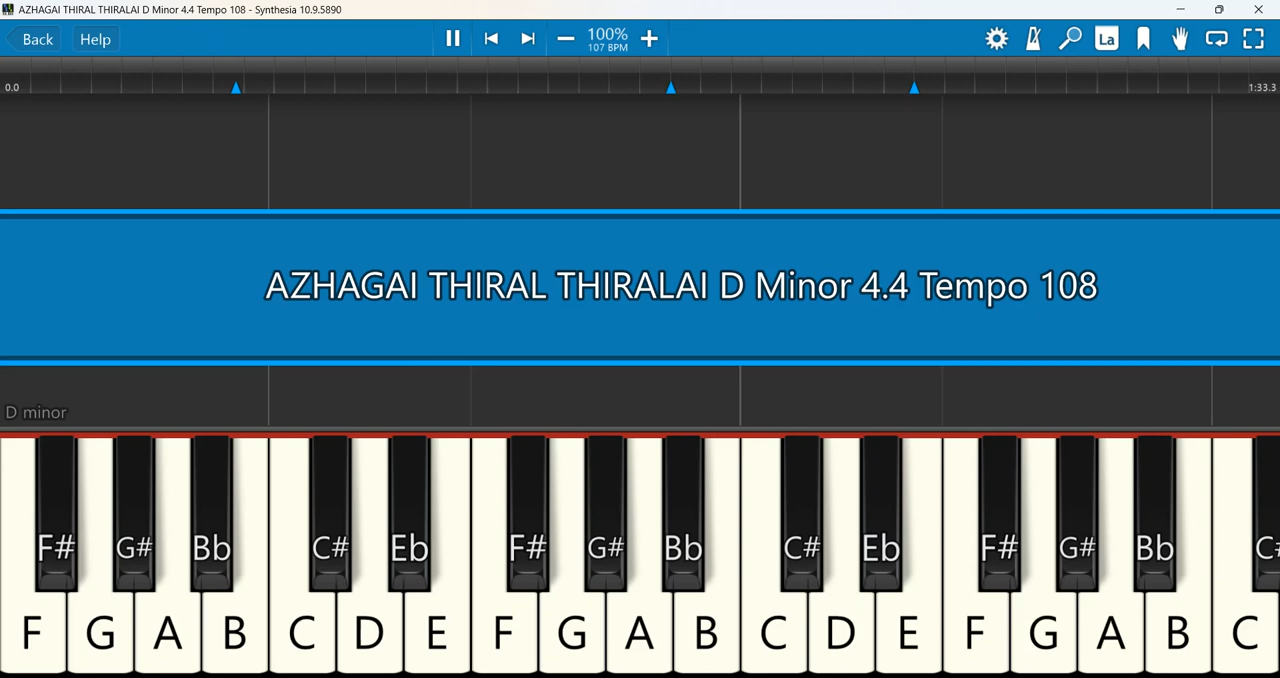 AZHAGAI THIRAL THIRALAI D Minor 4.4 Tempo 108 - Synthesia 10.9.5890
Back Help 100% La
107 BPM
0.0 1:33.3
AZHAGAI THIRAL THIRALAI D Minor 4.4 Tempo 108
D minor
F# G# Bb C# Eb F# G# Bb C# Eb F# G# Bb C#
F G A B C D E F G A B C D E F G A B C